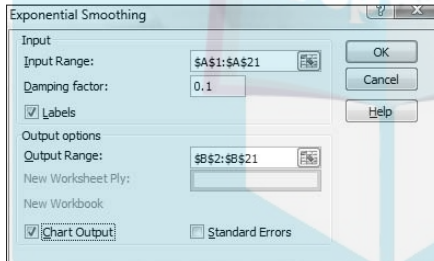 Exponential Smoothing
Input
Input Range: $A$1:$A$21
Damping factor: 0.1
Labels
OK
Cancel
Help
Output options
Output Range: $B$2:$B$21
New Worksheet Ply:
New Workbook
Chart Output Standard Errors